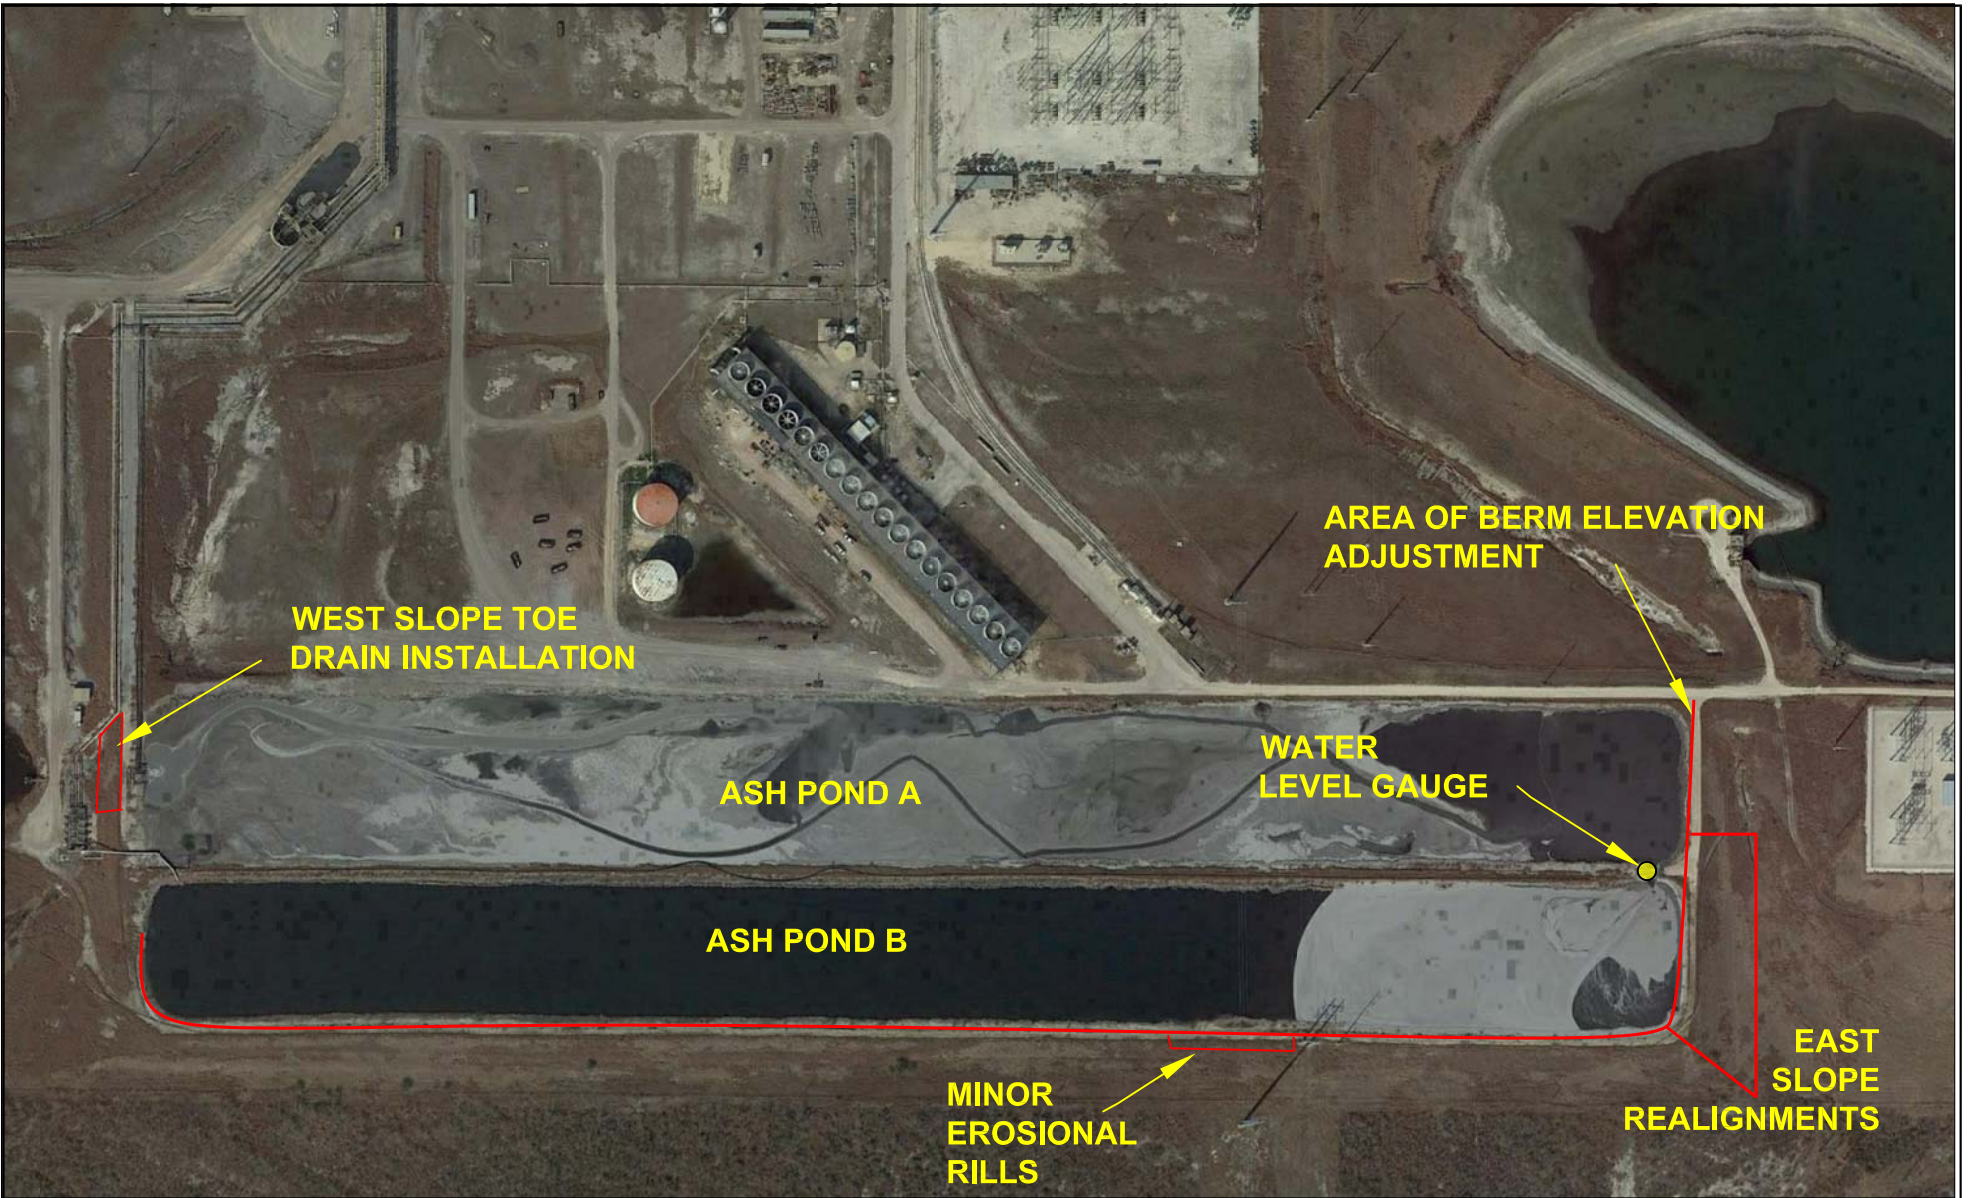 AREA OF BERM ELEVATION
ADJUSTMENT
WEST SLOPE TOE
DRAIN INSTALLATION
WATER
LEVEL GAUGE
ASH POND A
ASH POND B
EAST
SLOPE
REALIGNMENTS
MINOR
EROSIONAL
RILLS